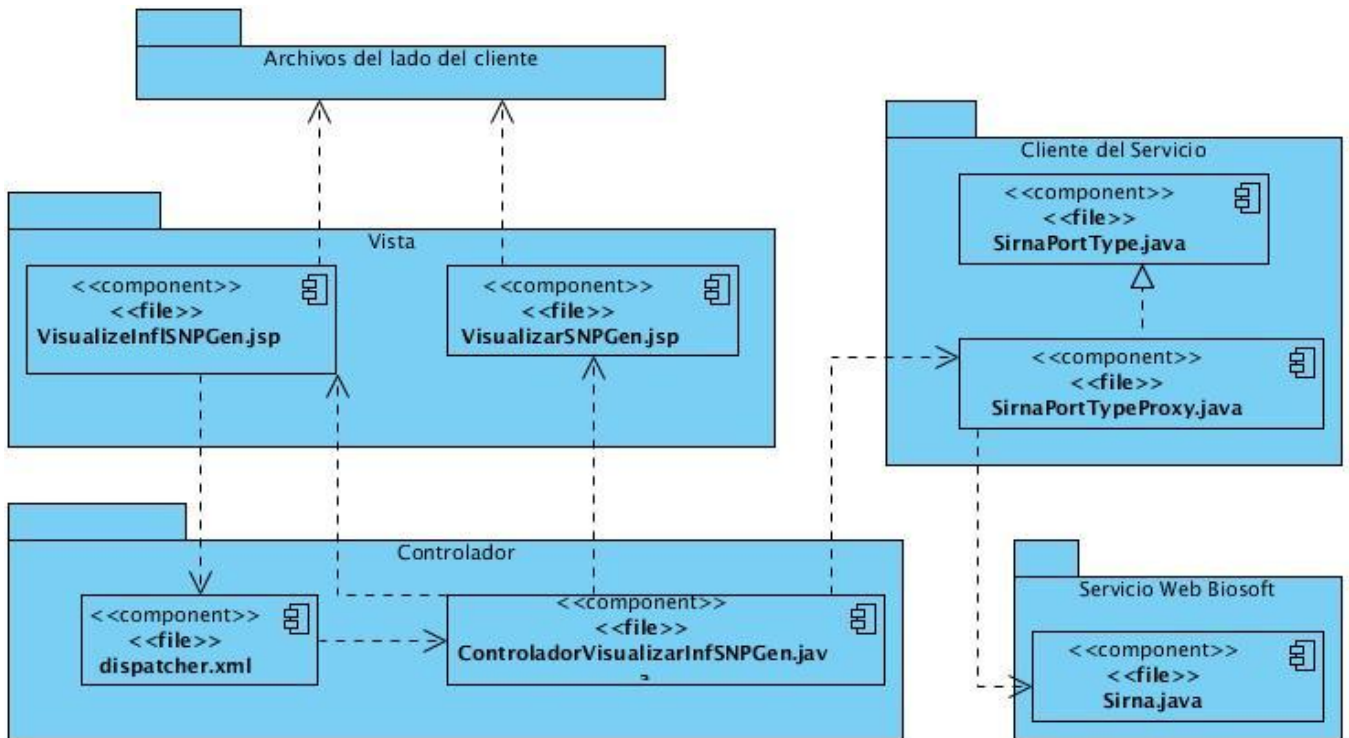 Archivos del lado del cliente
Cliente del Servicio
<<component>>
<<file>>
SirnaPortType.java
Vista
<<component>>
<<file>>
VisualizeInflSNPGen.jsp
<<component>>
<<file>>
VisualizarSNPGen.jsp
<<component>>
<<file>>
SirnaPortTypeProxy.java
Controlador
<<component>>
<<file>>
dispatcher.xml
<<component>>
<<file>>
ControladorVisualizarInfSNPGen.jav
a
Servicio Web Biosoft
<<component>>
<<file>>
Sirna.java